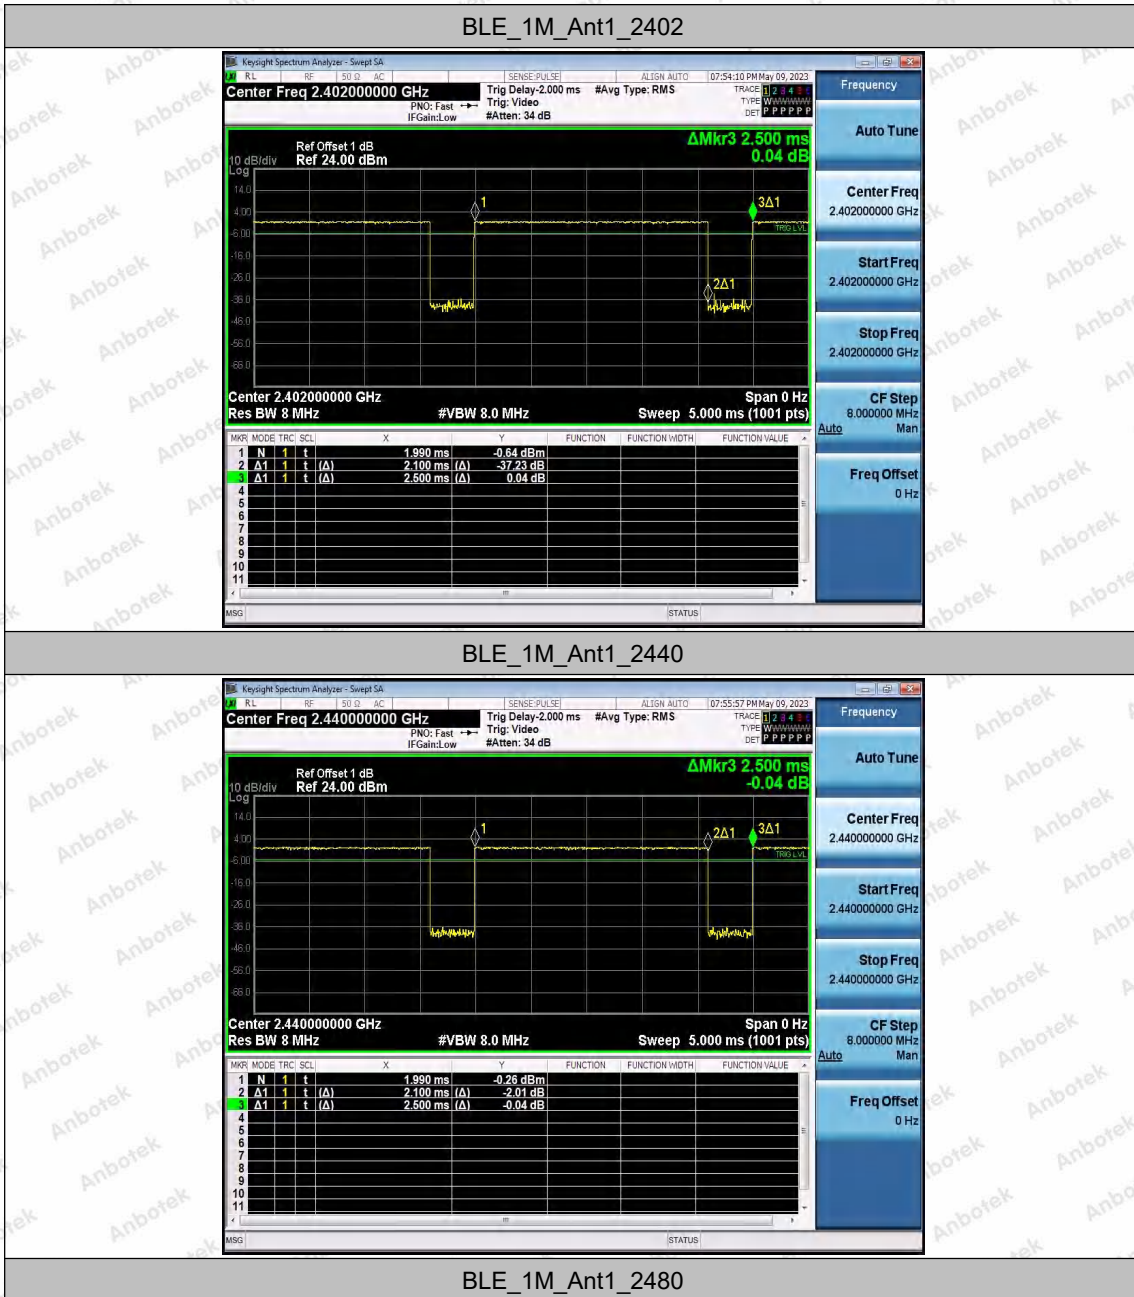 BLE_1M_Ant1_2402
Keysight Spectrum Analyzer - Swept SA
RL RF 50 Ω AC SENSE:PULSE ALIGN AUTO 07:54:10 PM May 09, 2023
Center Freq 2.402000000 GHz Trig Delay-2.000 ms #Avg Type: RMS TRACE 1 2 3 4 5 6
PNO: Fast Trig: Video TYPE WWWWWW
IFGain:Low #Atten: 34 dB DET P P P P P P
Frequency
Auto Tune
ΔMkr3 2.500 ms
0.04 dB
Ref Offset 1 dB
10 dB/div Ref 24.00 dBm
Log
14.0
4.00
-6.00
-16.0
-26.0
-36.0
-46.0
-56.0
-66.0
1
3Δ1
TRIG LVL
2Δ1
Center 2.402000000 GHz Span 0 Hz
Res BW 8 MHz #VBW 8.0 MHz Sweep 5.000 ms (1001 pts)
Center Freq
2.402000000 GHz
Start Freq
2.402000000 GHz
Stop Freq
2.402000000 GHz
CF Step
8.000000 MHz
Auto Man
Freq Offset
0 Hz
MKR MODE TRC SCL X Y FUNCTION FUNCTION WIDTH FUNCTION VALUE
1 N 1 t 1.990 ms -0.64 dBm
2 Δ1 1 t (Δ) 2.100 ms (Δ) -37.23 dB
3 Δ1 1 t (Δ) 2.500 ms (Δ) 0.04 dB
4
5
6
7
8
9
10
11
MSG STATUS
BLE_1M_Ant1_2440
Keysight Spectrum Analyzer - Swept SA
RL RF 50 Ω AC SENSE:PULSE ALIGN AUTO 07:55:57 PM May 09, 2023
Center Freq 2.440000000 GHz Trig Delay-2.000 ms #Avg Type: RMS TRACE 1 2 3 4 5 6
PNO: Fast Trig: Video TYPE WWWWWW
IFGain:Low #Atten: 34 dB DET P P P P P P
Frequency
Auto Tune
ΔMkr3 2.500 ms
-0.04 dB
Ref Offset 1 dB
10 dB/div Ref 24.00 dBm
Log
14.0
4.00
-6.00
-16.0
-26.0
-36.0
-46.0
-56.0
-66.0
1
2Δ1
3Δ1
TRIG LVL
Center 2.440000000 GHz Span 0 Hz
Res BW 8 MHz #VBW 8.0 MHz Sweep 5.000 ms (1001 pts)
Center Freq
2.440000000 GHz
Start Freq
2.440000000 GHz
Stop Freq
2.440000000 GHz
CF Step
8.000000 MHz
Auto Man
Freq Offset
0 Hz
MKR MODE TRC SCL X Y FUNCTION FUNCTION WIDTH FUNCTION VALUE
1 N 1 t 1.990 ms -0.26 dBm
2 Δ1 1 t (Δ) 2.100 ms (Δ) -2.01 dB
3 Δ1 1 t (Δ) 2.500 ms (Δ) -0.04 dB
4
5
6
7
8
9
10
11
MSG STATUS
BLE_1M_Ant1_2480